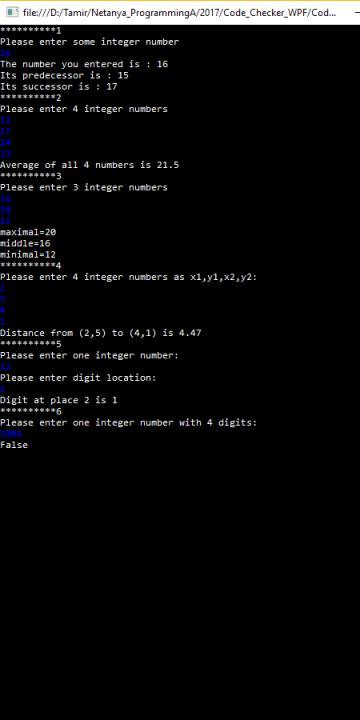 file:///D:/Tamir/Netanya_ProgrammingA/2017/Code_Checker_WPF/Cod...
**********1
Please enter some integer number
16
The number you entered is : 16
Its predecessor is : 15
Its successor is : 17
**********2
Please enter 4 integer numbers
12
17
24
33
Average of all 4 numbers is 21.5
**********3
Please enter 3 integer numbers
16
20
12
maximal=20
middle=16
minimal=12
**********4
Please enter 4 integer numbers as x1,y1,x2,y2:
2
5
4
1
Distance from (2,5) to (4,1) is 4.47
**********5
Please enter one integer number:
Please enter digit location:
2
Digit at place 2 is 1
**********6
Please enter one integer number with 4 digits:
False